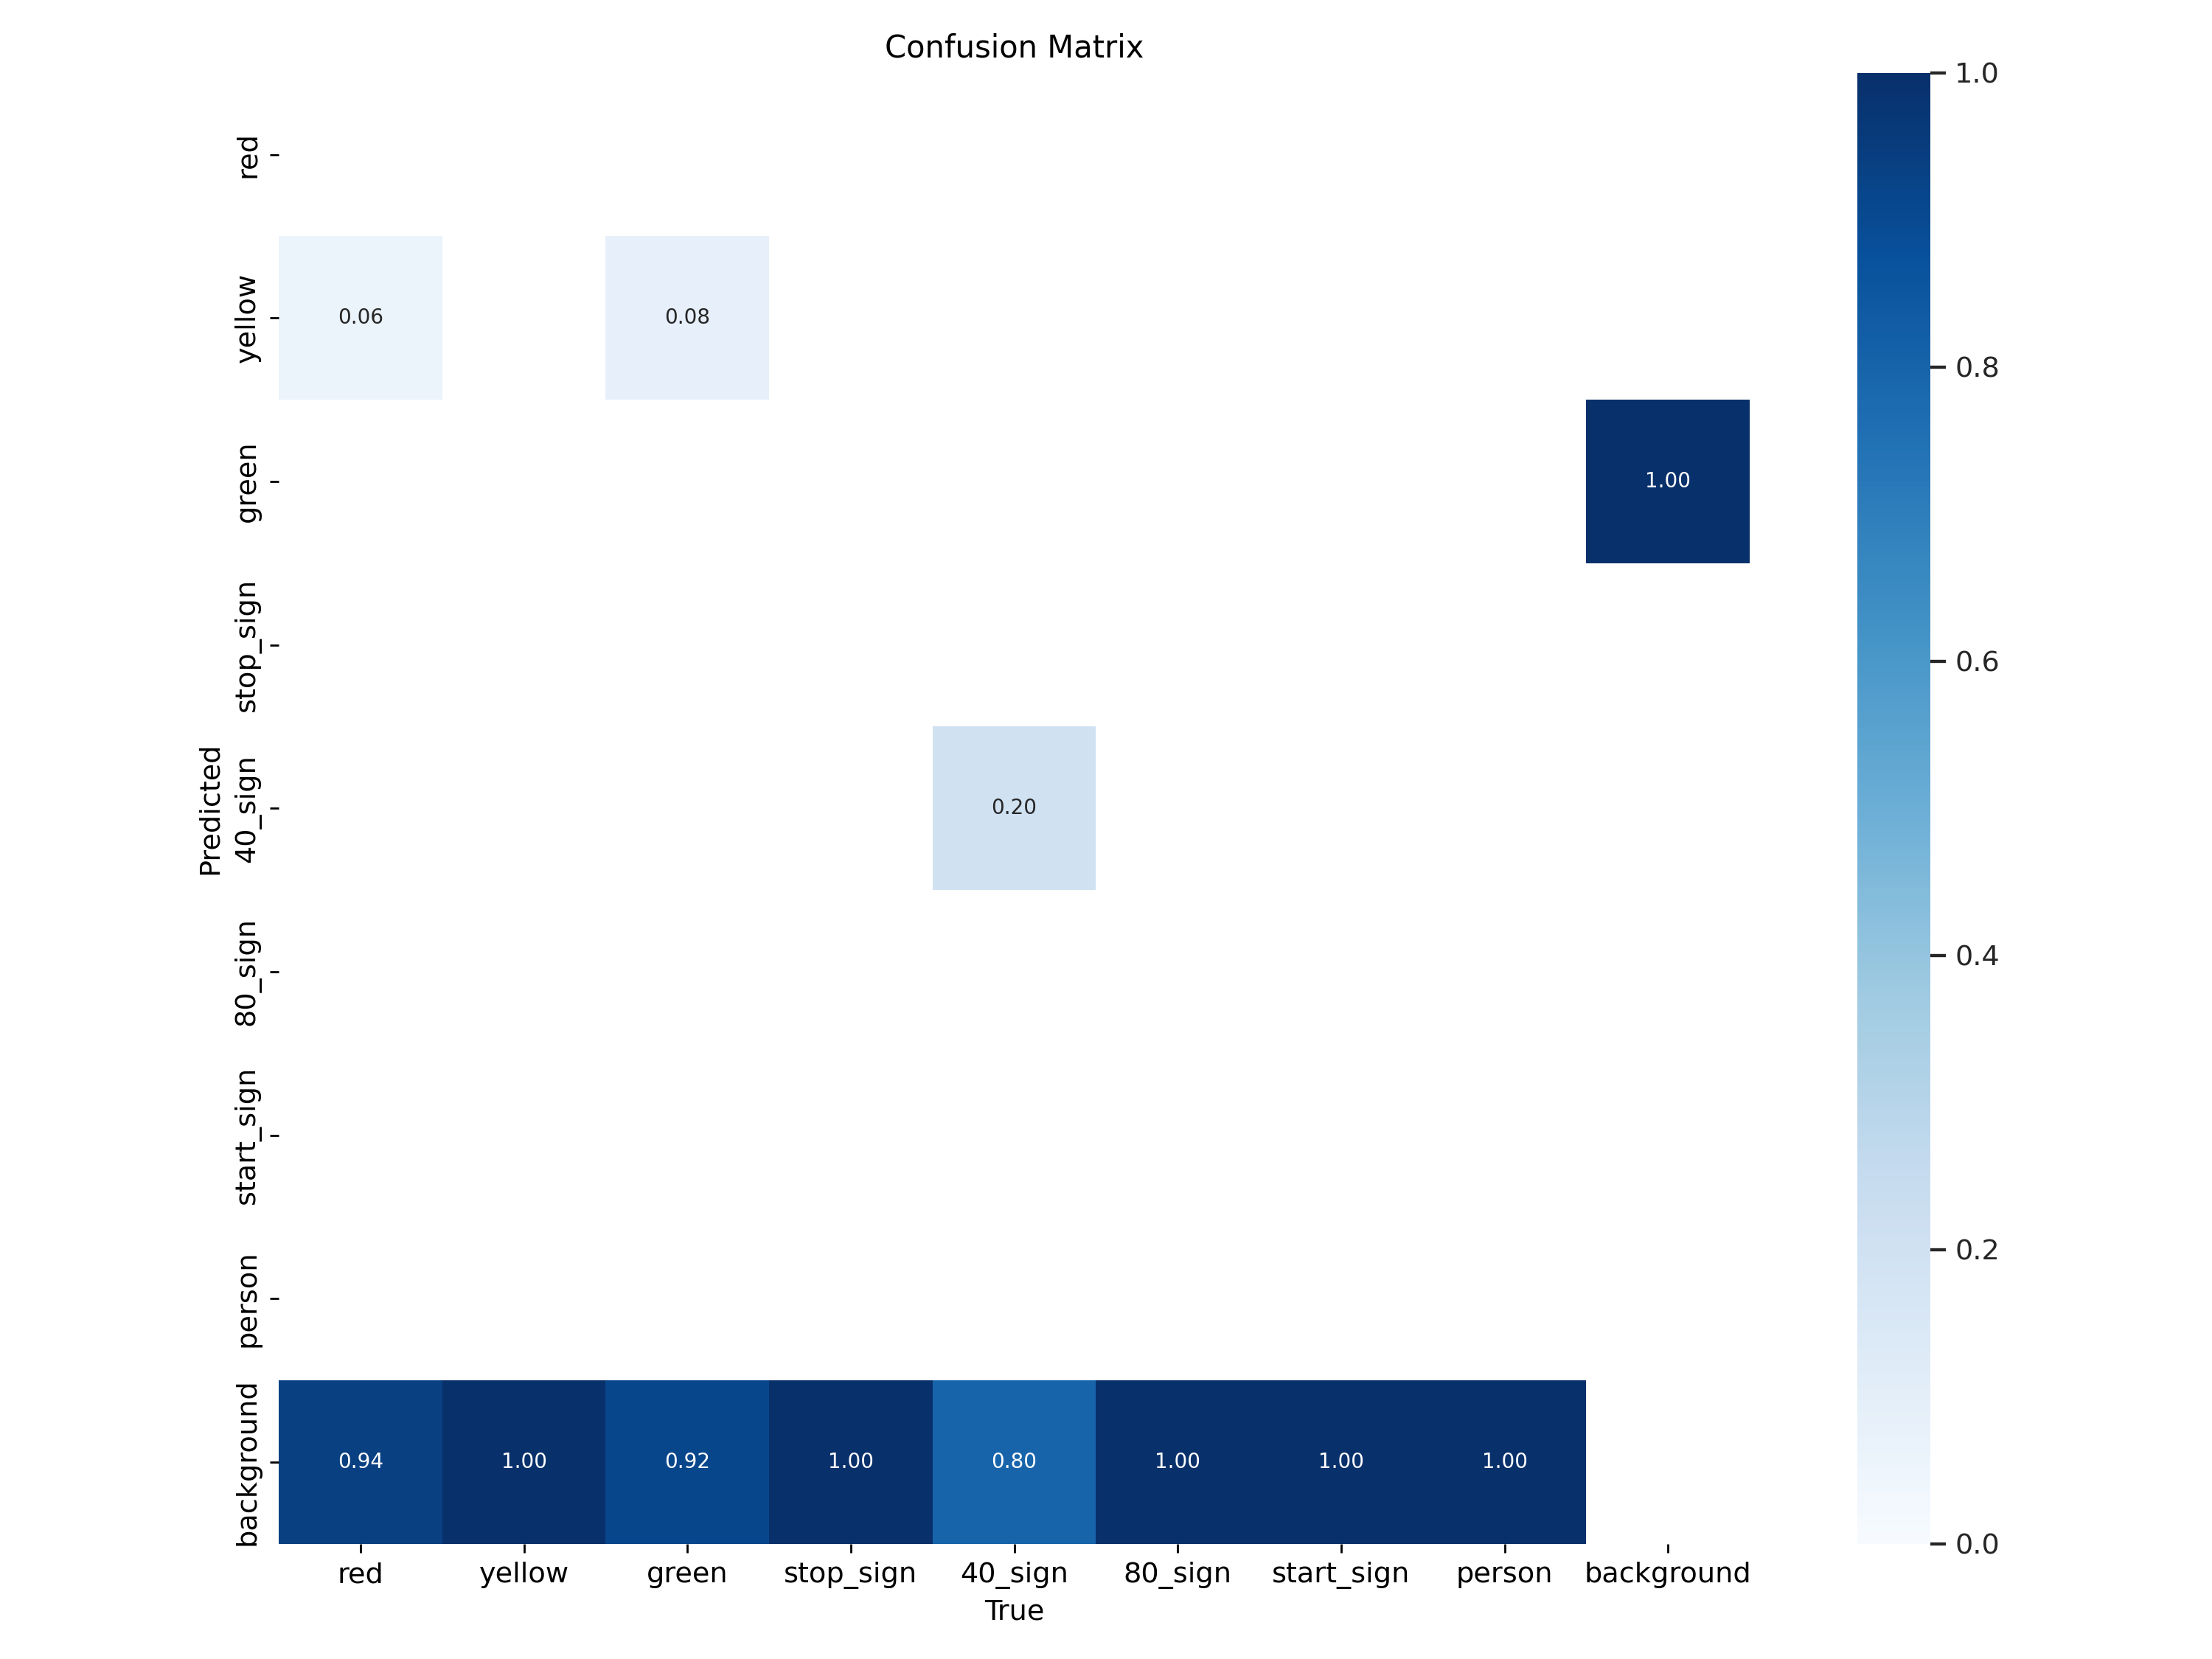 Confusion Matrix
red
yellow
green
stop_sign
40_sign
80_sign
start_sign
person
background
Predicted
0.06 0.08
1.00
0.20
0.94 1.00 0.92 1.00 0.80 1.00 1.00 1.00
red yellow green stop_sign 40_sign 80_sign start_sign person background
True
1.0
0.8
0.6
0.4
0.2
0.0